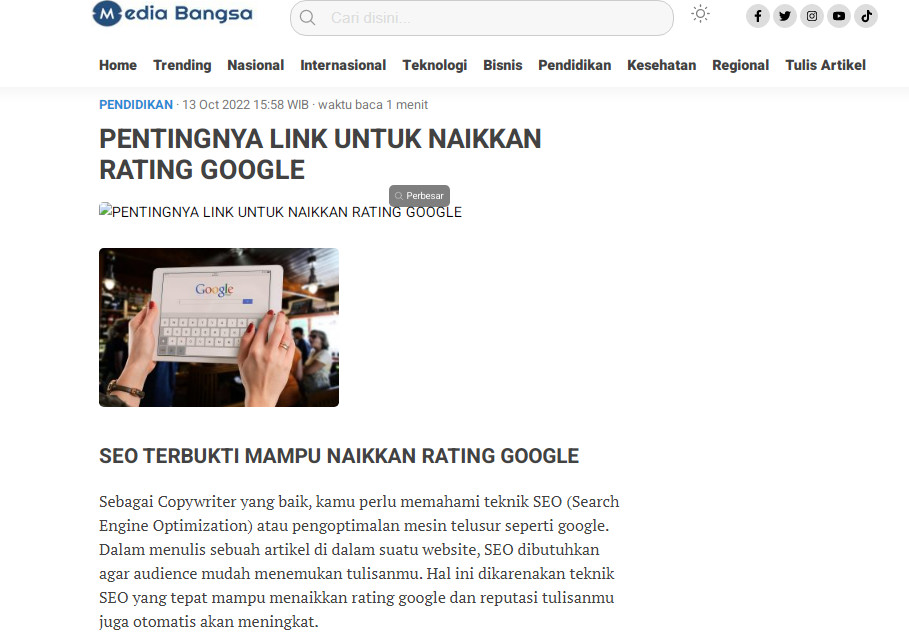 Media Bangsa
Cari disini...
Home Trending Nasional Internasional Teknologi Bisnis Pendidikan Kesehatan Regional Tulis Artikel
PENDIDIKAN · 13 Oct 2022 15:58 WIB · waktu baca 1 menit
PENTINGNYA LINK UNTUK NAIKKAN
RATING GOOGLE
Perbesar
PENTINGNYA LINK UNTUK NAIKKAN RATING GOOGLE
Google
SEO TERBUKTI MAMPU NAIKKAN RATING GOOGLE
Sebagai Copywriter yang baik, kamu perlu memahami teknik SEO (Search
Engine Optimization) atau pengoptimalan mesin telusur seperti google.
Dalam menulis sebuah artikel di dalam suatu website, SEO dibutuhkan
agar audience mudah menemukan tulisanmu. Hal ini dikarenakan teknik
SEO yang tepat mampu menaikkan rating google dan reputasi tulisanmu
juga otomatis akan meningkat.